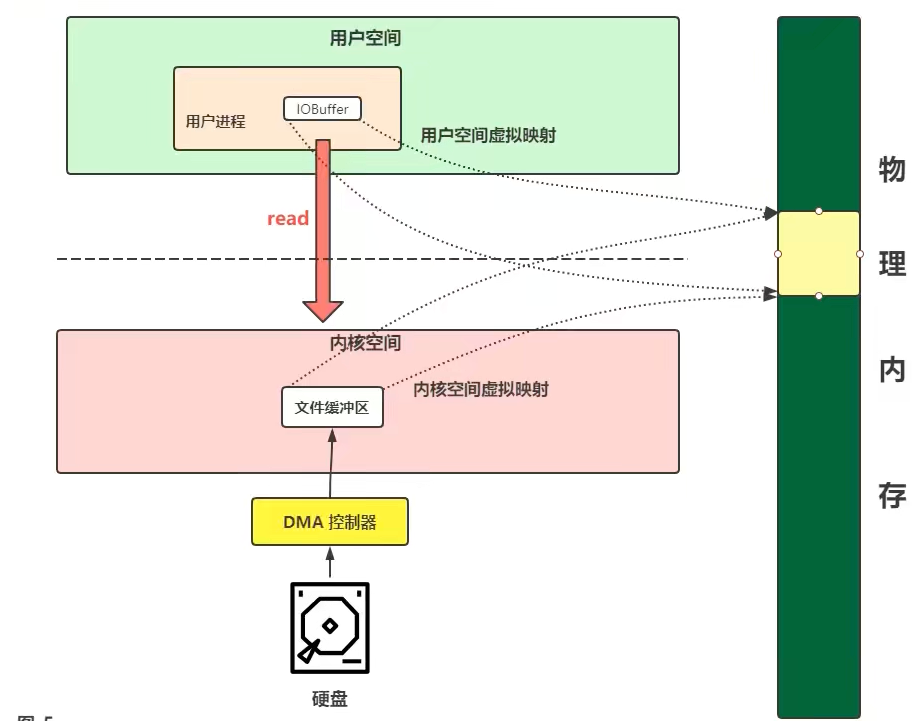 用户空间
IOBuffer
用户进程
用户空间虚拟映射
read
内核空间
内核空间虚拟映射
文件缓冲区
DMA 控制器
硬盘
物
理
内
存